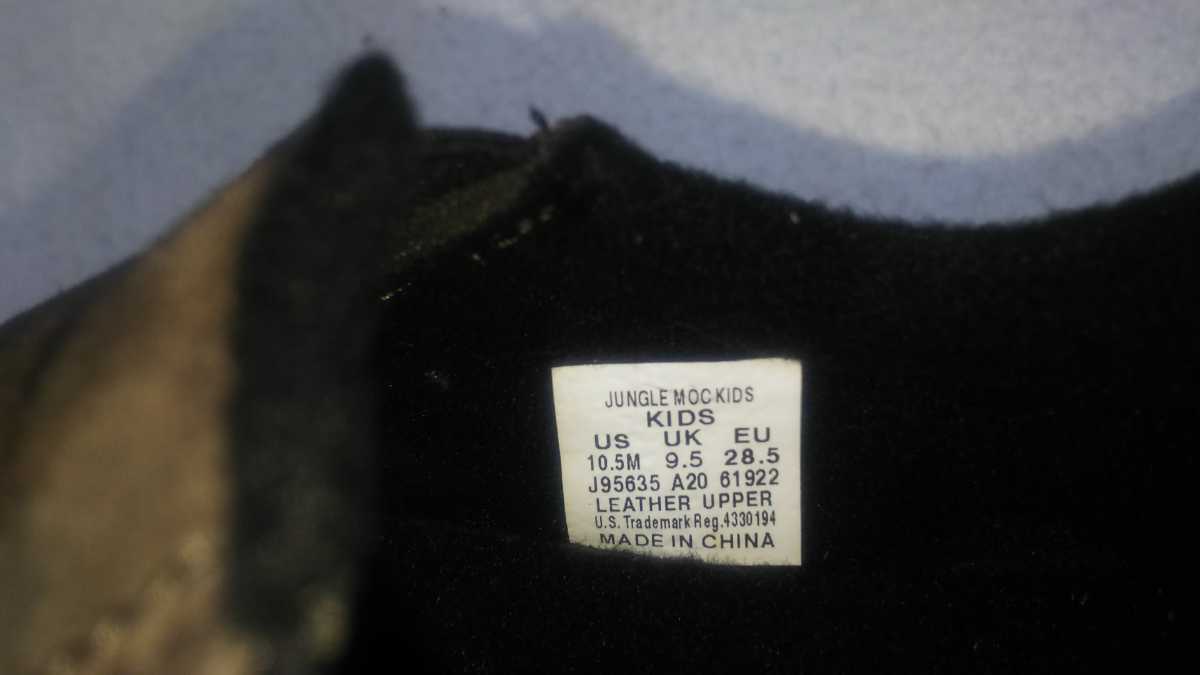 JUNGLE MOC KIDS
KIDS
US UK EU
10.5M 9.5 28.5
J95635 A20 61922
LEATHER UPPER
U.S. Trademark Reg.4330194
MADE IN CHINA